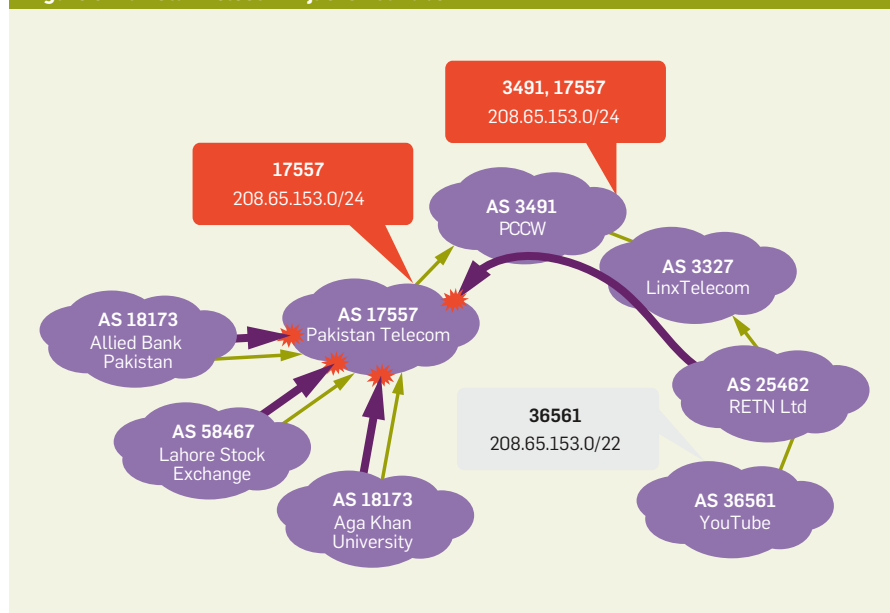 3491, 17557
208.65.153.0/24
17557
208.65.153.0/24
AS 3491
PCCW
AS 3327
LinxTelecom
AS 17557
Pakistan Telecom
AS 18173
Allied Bank
Pakistan
AS 25462
RETN Ltd
36561
208.65.153.0/22
AS 58467
Lahore Stock
Exchange
AS 18173
Aga Khan
University
AS 36561
YouTube